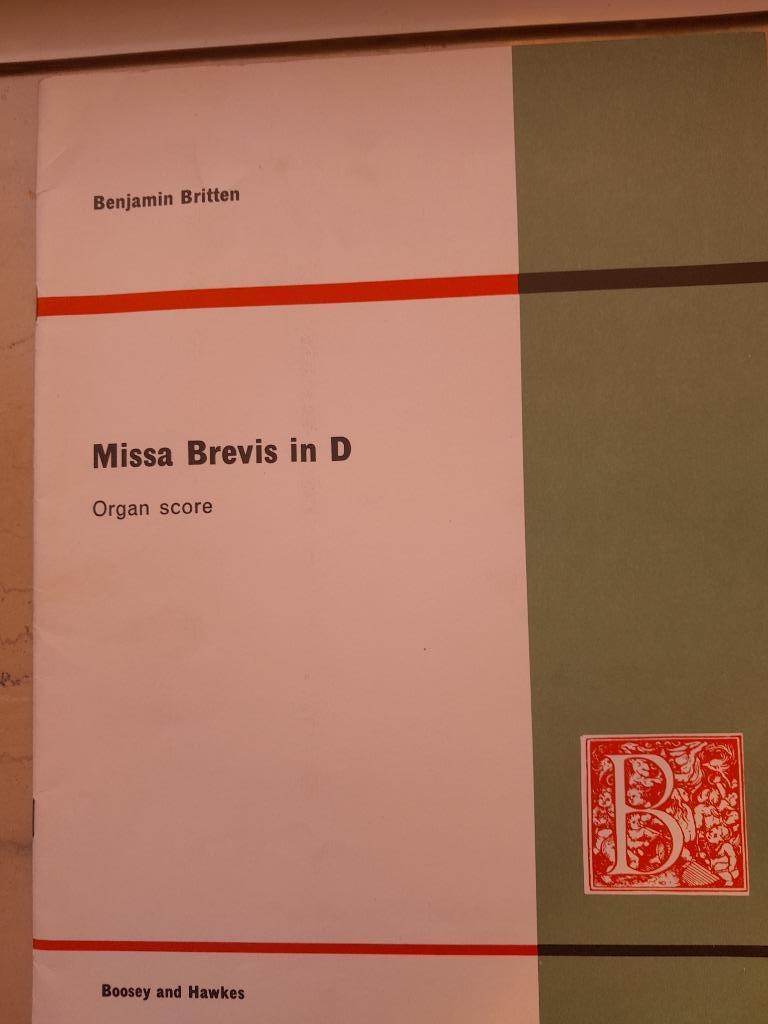 Benjamin Britten
Missa Brevis in D
Organ score
B
Boosey and Hawkes